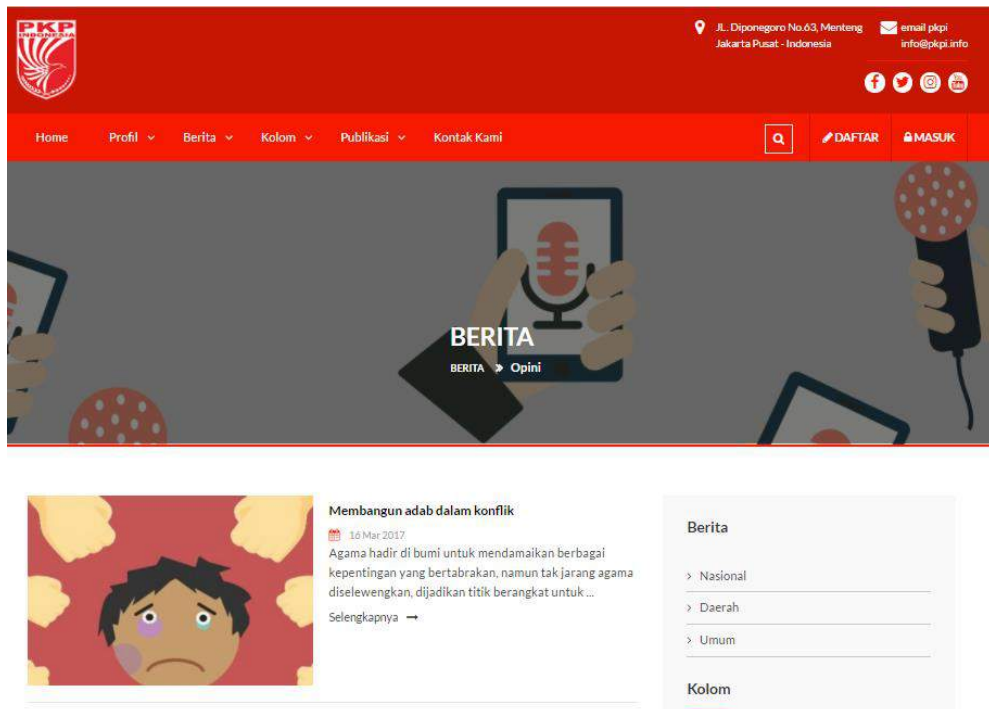 PKP
INDONESIA
JL. Diponegoro No.63, Menteng
Jakarta Pusat - Indonesia
email pkpi
info@pkpi.info
Home Profil Berita Kolom Publikasi Kontak Kami DAFTAR MASUK
BERITA
BERITA » Opini
Membangun adab dalam konflik
16 Mar 2017
Agama hadir di bumi untuk mendamaikan berbagai
kepentingan yang bertabrakan, namun tak jarang agama
diselewengkan, dijadikan titik berangkat untuk ...
Selengkapnya →
Berita
> Nasional
> Daerah
> Umum
Kolom